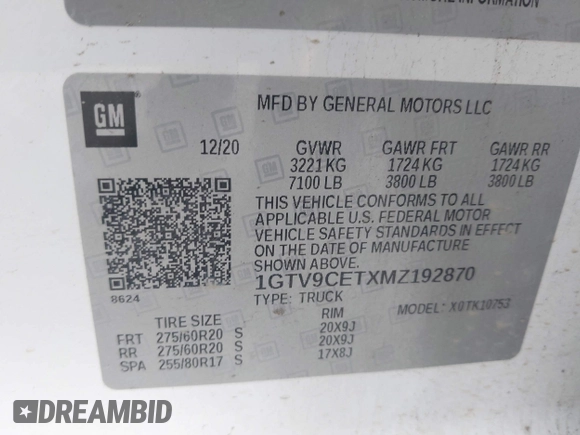 MORE INFORMATION
GM
MFD BY GENERAL MOTORS LLC
12/20 GVWR GAWR FRT GAWR RR
3221 KG 1724 KG 1724 KG
7100 LB 3800 LB 3800 LB
THIS VEHICLE CONFORMS TO ALL
APPLICABLE U.S. FEDERAL MOTOR
VEHICLE SAFETY STANDARDS IN EFFECT
ON THE DATE OF MANUFACTURE
SHOWN ABOVE.
8624
1GTV9CETXMZ192870
TYPE: TRUCK MODEL: X0TK10753
TIRE SIZE RIM
FRT 275/60R20 S 20X9J
RR 275/60R20 S 20X9J
SPA 255/80R17 S 17X8J
DREAMBID